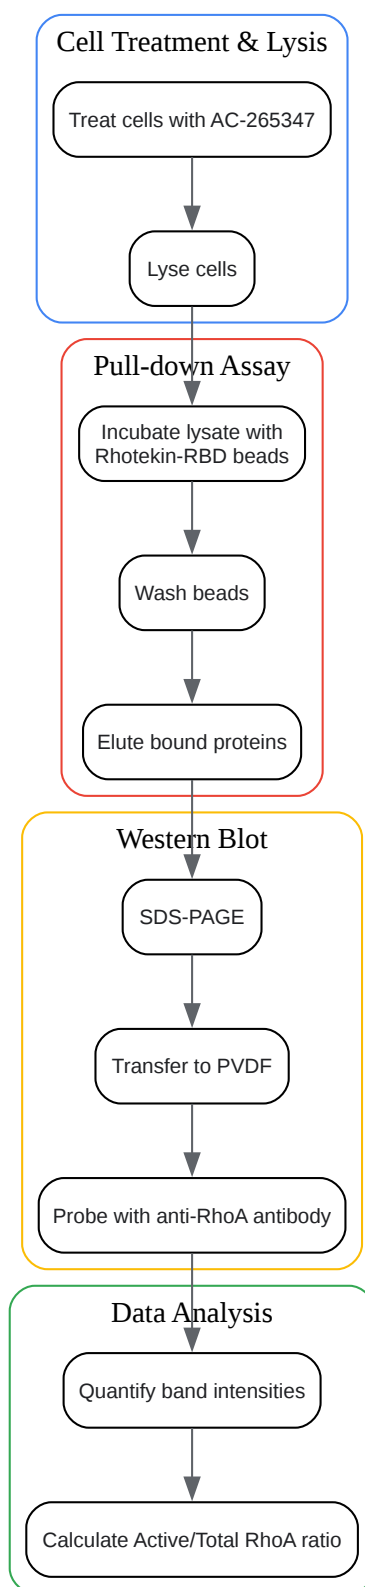 Cell Treatment & Lysis
Treat cells with AC-265347
Lyse cells
Pull-down Assay
Incubate lysate with
Rhotekin-RBD beads
Wash beads
Elute bound proteins
Western Blot
SDS-PAGE
Transfer to PVDF
Probe with anti-RhoA antibody
Data Analysis
Quantify band intensities
Calculate Active/Total RhoA ratio